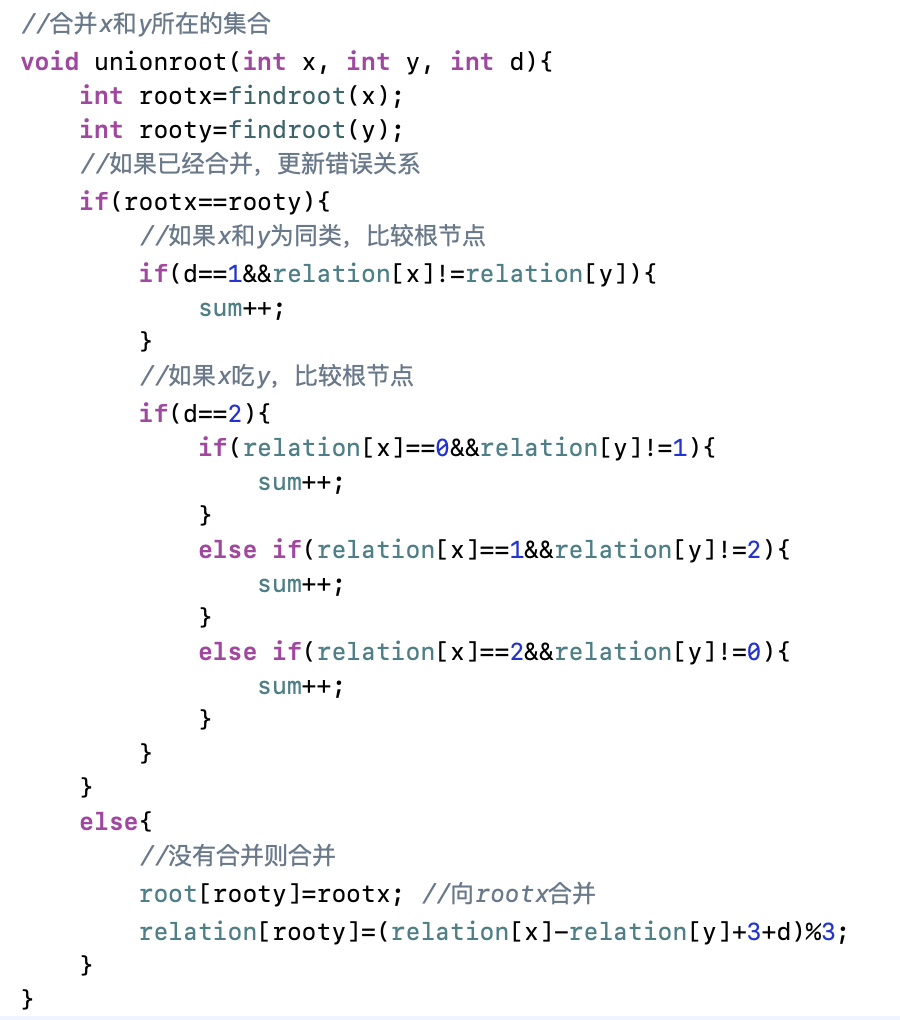 //合并x和y所在的集合
void unionroot(int x, int y, int d){
    int rootx=findroot(x);
    int rooty=findroot(y);
    //如果已经合并，更新错误关系
    if(rootx==rooty){
        //如果x和y为同类，比较根节点
        if(d==1&&relation[x]!=relation[y]){
            sum++;
        }
        //如果x吃y，比较根节点
        if(d==2){
            if(relation[x]==0&&relation[y]!=1){
                sum++;
            }
            else if(relation[x]==1&&relation[y]!=2){
                sum++;
            }
            else if(relation[x]==2&&relation[y]!=0){
                sum++;
            }
        }
    }
    else{
        //没有合并则合并
        root[rooty]=rootx; //向rootx合并
        relation[rooty]=(relation[x]-relation[y]+3+d)%3;
    }
}